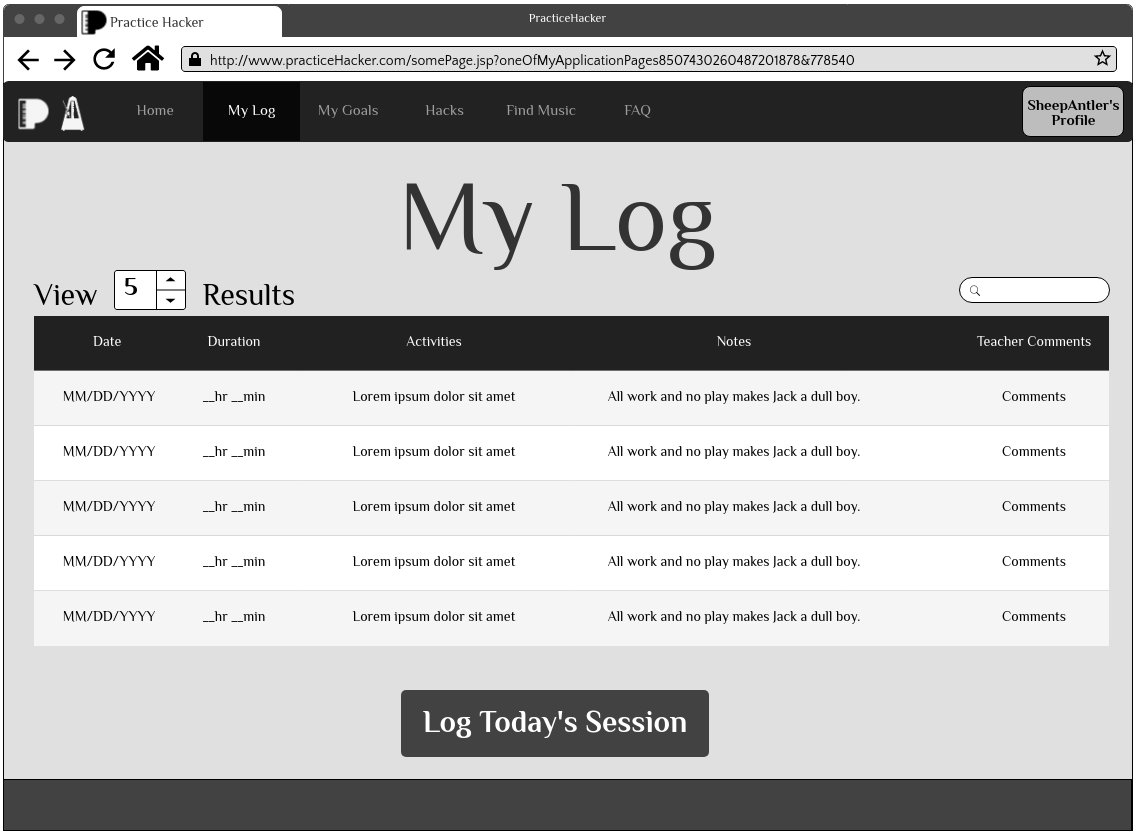 Practice Hacker
PracticeHacker
http://www.practiceHacker.com/somePage.jsp?oneOfMyApplicationPages8507430260487201878&778540
Home My Log My Goals Hacks Find Music FAQ
SheepAntler's
Profile
My Log
View 5 Results
Date Duration Activities Notes Teacher Comments
MM/DD/YYYY __hr __min Lorem ipsum dolor sit amet All work and no play makes Jack a dull boy. Comments
MM/DD/YYYY __hr __min Lorem ipsum dolor sit amet All work and no play makes Jack a dull boy. Comments
MM/DD/YYYY __hr __min Lorem ipsum dolor sit amet All work and no play makes Jack a dull boy. Comments
MM/DD/YYYY __hr __min Lorem ipsum dolor sit amet All work and no play makes Jack a dull boy. Comments
MM/DD/YYYY __hr __min Lorem ipsum dolor sit amet All work and no play makes Jack a dull boy. Comments
Log Today's Session